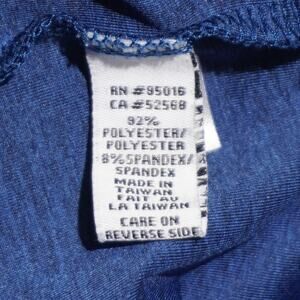 RN #95016
CA #52568
92%
POLYESTER/
POLYESTER
8%SPANDEX/
SPANDEX
MADE IN
TAIWAN
FAIT AU
LA TAIWAN
CARE ON
REVERSE SIDE